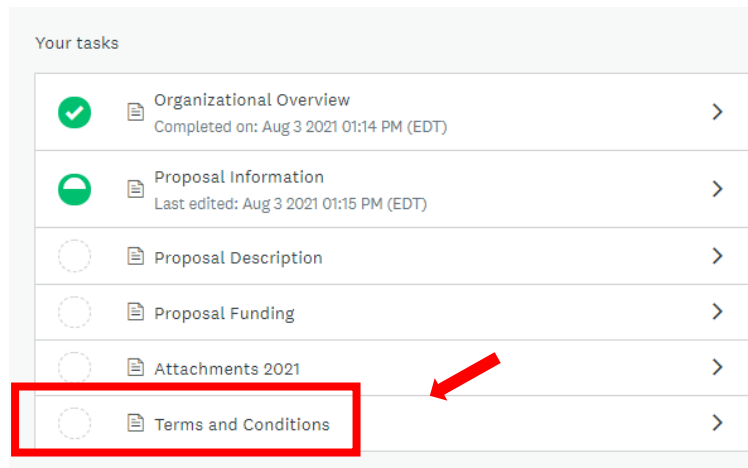 Your tasks
Organizational Overview
Completed on: Aug 3 2021 01:14 PM (EDT)
Proposal Information
Last edited: Aug 3 2021 01:15 PM (EDT)
Proposal Description
Proposal Funding
Attachments 2021
Terms and Conditions